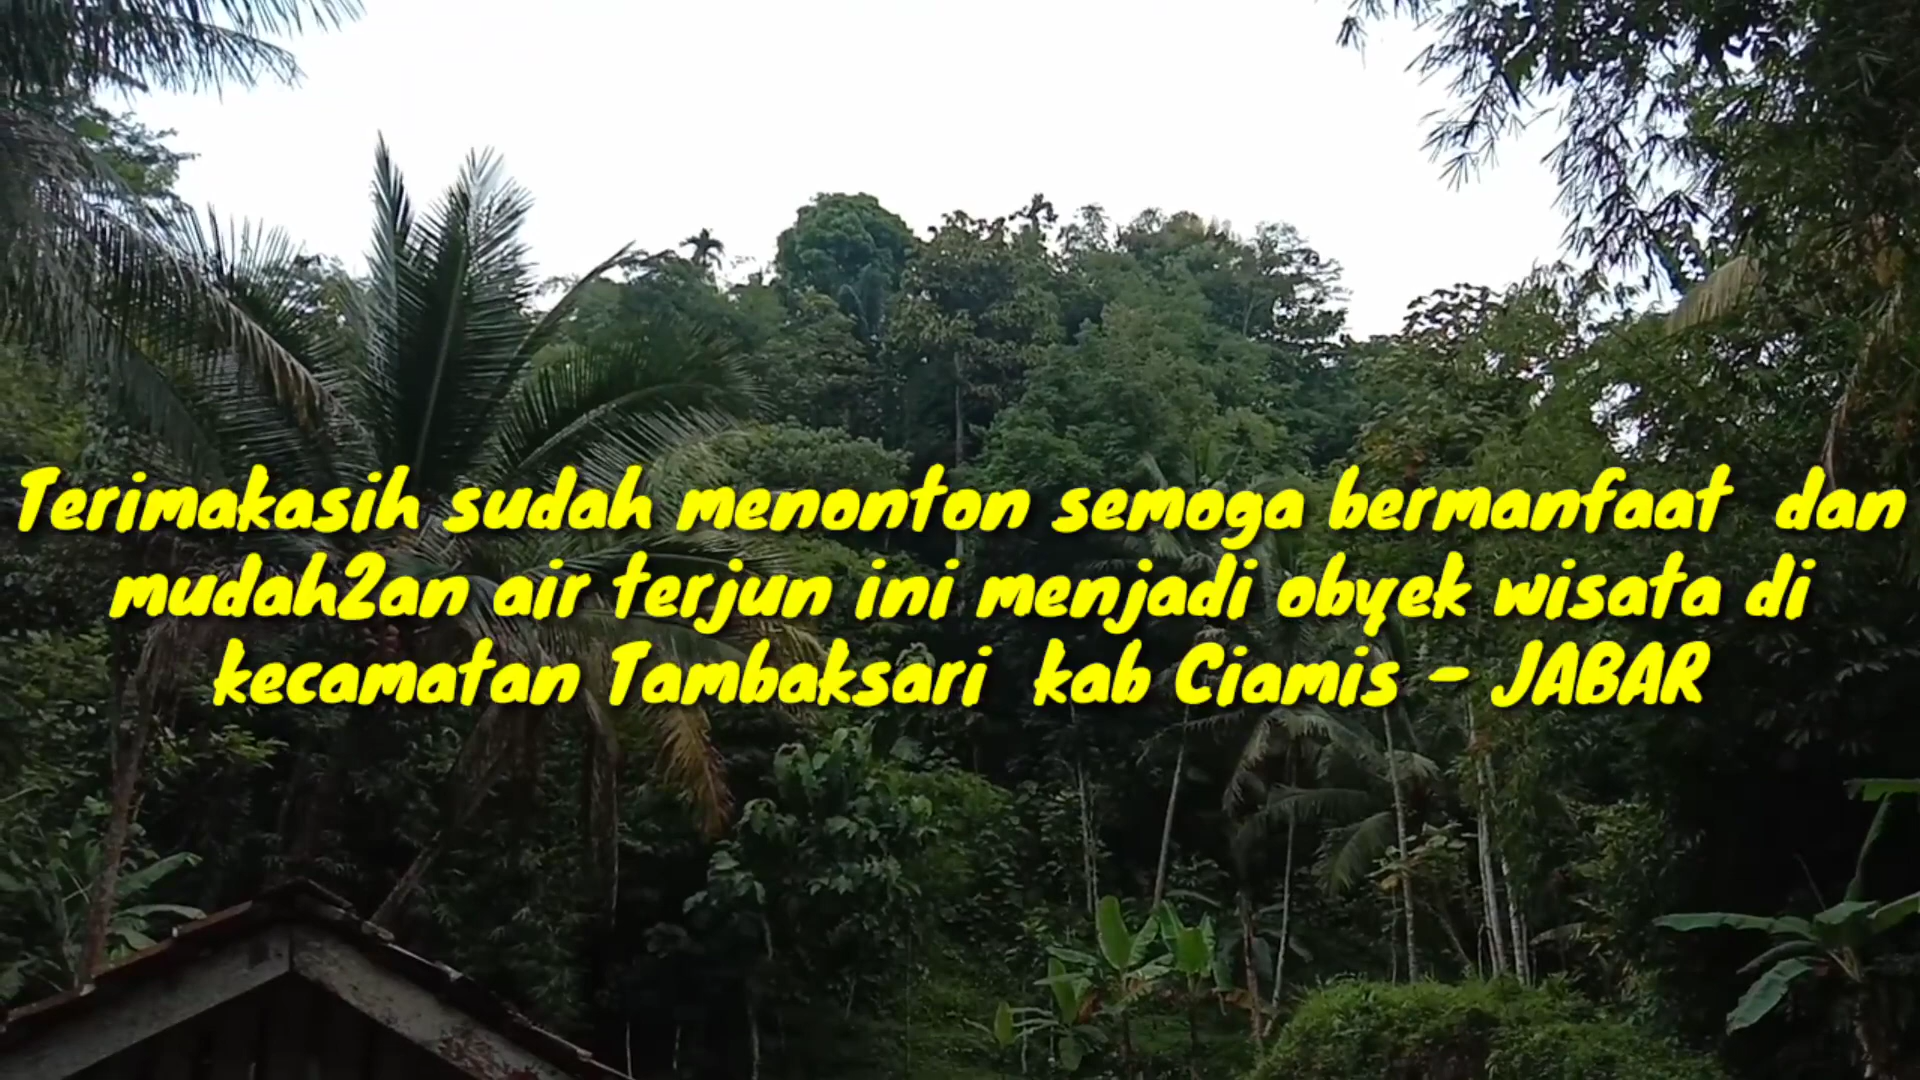 Terimakasih sudah menonton semoga bermanfaat  dan
mudah2an air terjun ini menjadi obyek wisata di
kecamatan Tambaksari  kab Ciamis - JABAR